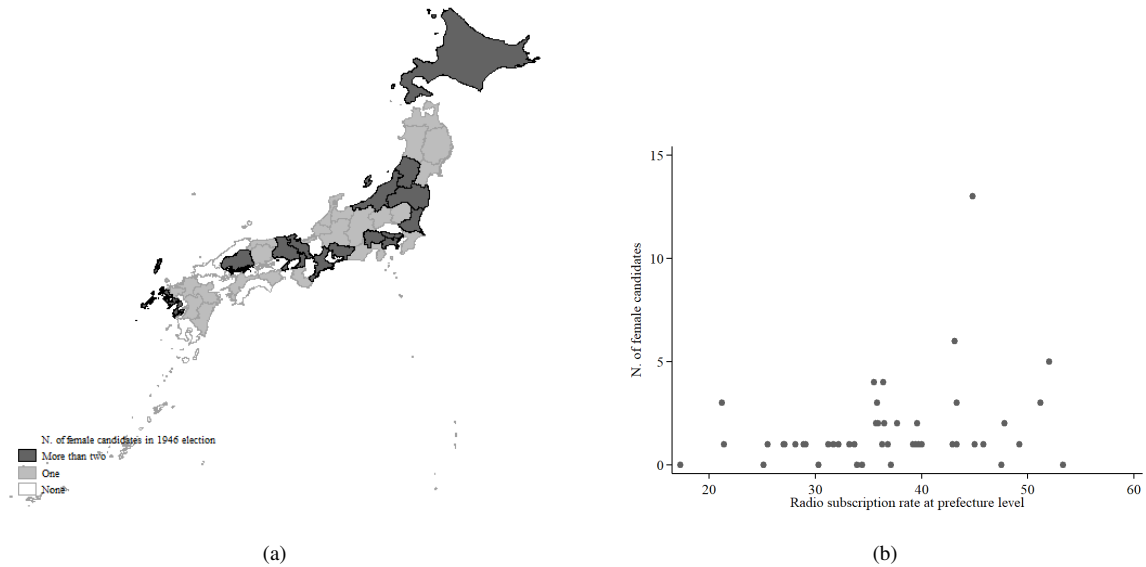 N. of female candidates in 1946 election
More than two
One
None
(a)
N. of female candidates
15
10
5
0
20 30 40 50 60
Radio subscription rate at prefecture level
(b)